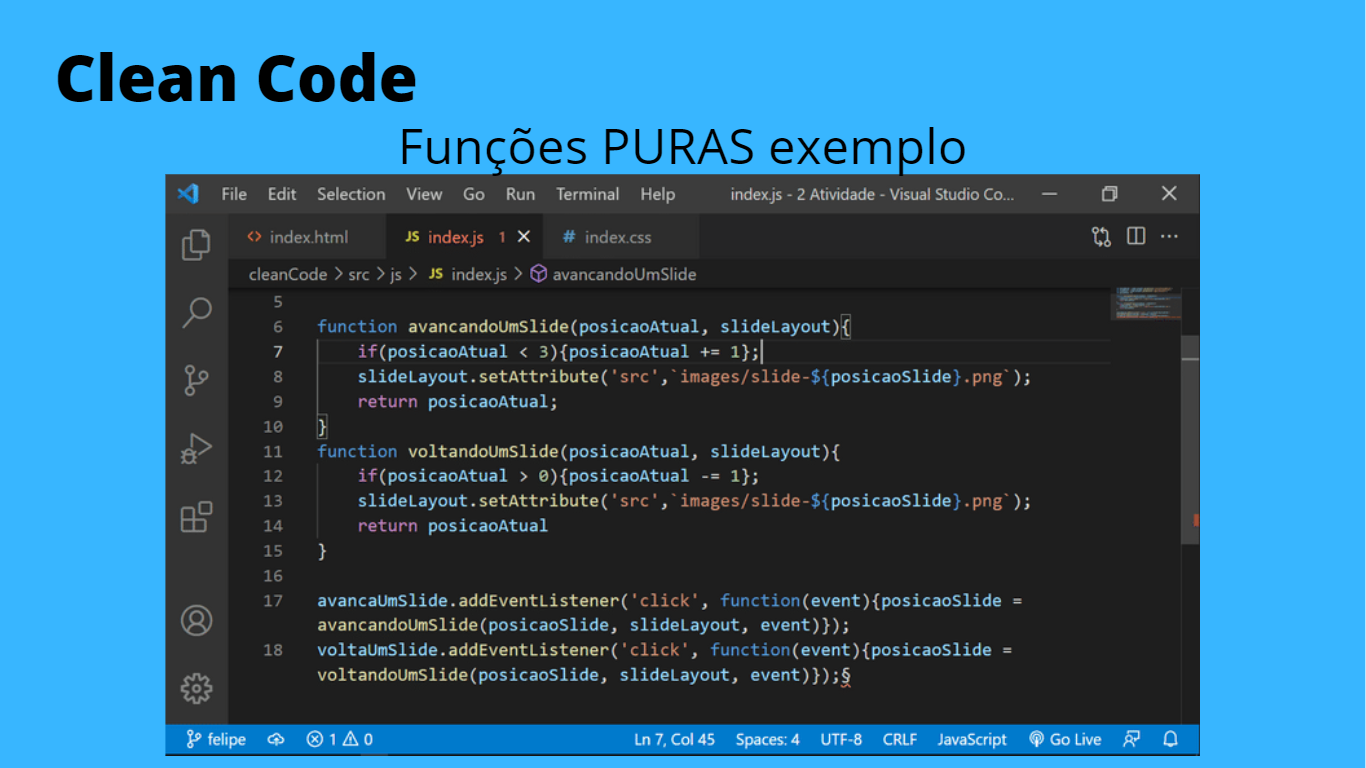 Clean Code
Funções PURAS exemplo
File Edit Selection View Go Run Terminal Help index.js - 2 Atividade - Visual Studio Co...
<> index.html JS index.js 1 # index.css ...
cleanCode > src > js > JS index.js > avancandoUmSlide
5
6 function avancandoUmSlide(posicaoAtual, slideLayout){
7 if(posicaoAtual < 3){posicaoAtual += 1};
8 slideLayout.setAttribute('src',`images/slide-${posicaoSlide}.png`);
9 return posicaoAtual;
10 }
11 function voltandoUmSlide(posicaoAtual, slideLayout){
12 if(posicaoAtual > 0){posicaoAtual -= 1};
13 slideLayout.setAttribute('src',`images/slide-${posicaoSlide}.png`);
14 return posicaoAtual
15 }
16
17 avancaUmSlide.addEventListener('click', function(event){posicaoSlide =
avancandoUmSlide(posicaoSlide, slideLayout, event)});
18 voltaUmSlide.addEventListener('click', function(event){posicaoSlide =
voltandoUmSlide(posicaoSlide, slideLayout, event)});§
felipe 1 0 Ln 7, Col 45 Spaces: 4 UTF-8 CRLF JavaScript Go Live